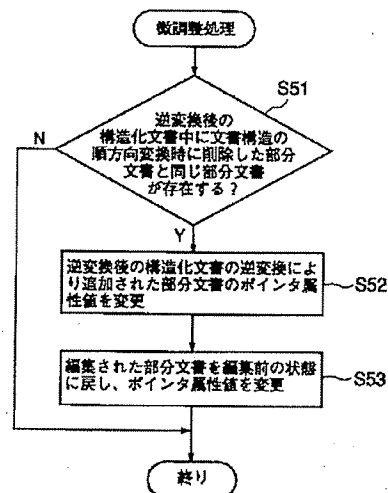 微調整処理
S51
逆変換後の
構造化文書中に文書構造の
順方向変換時に削除した部分
文書と同じ部分文書
が存在する？
N
Y
逆変換後の構造化文書の逆変換によ
り追加された部分文書のポインタ属
性値を変更
S52
編集された部分文書を編集前の状態
に戻し、ポインタ属性値を変更
S53
終り